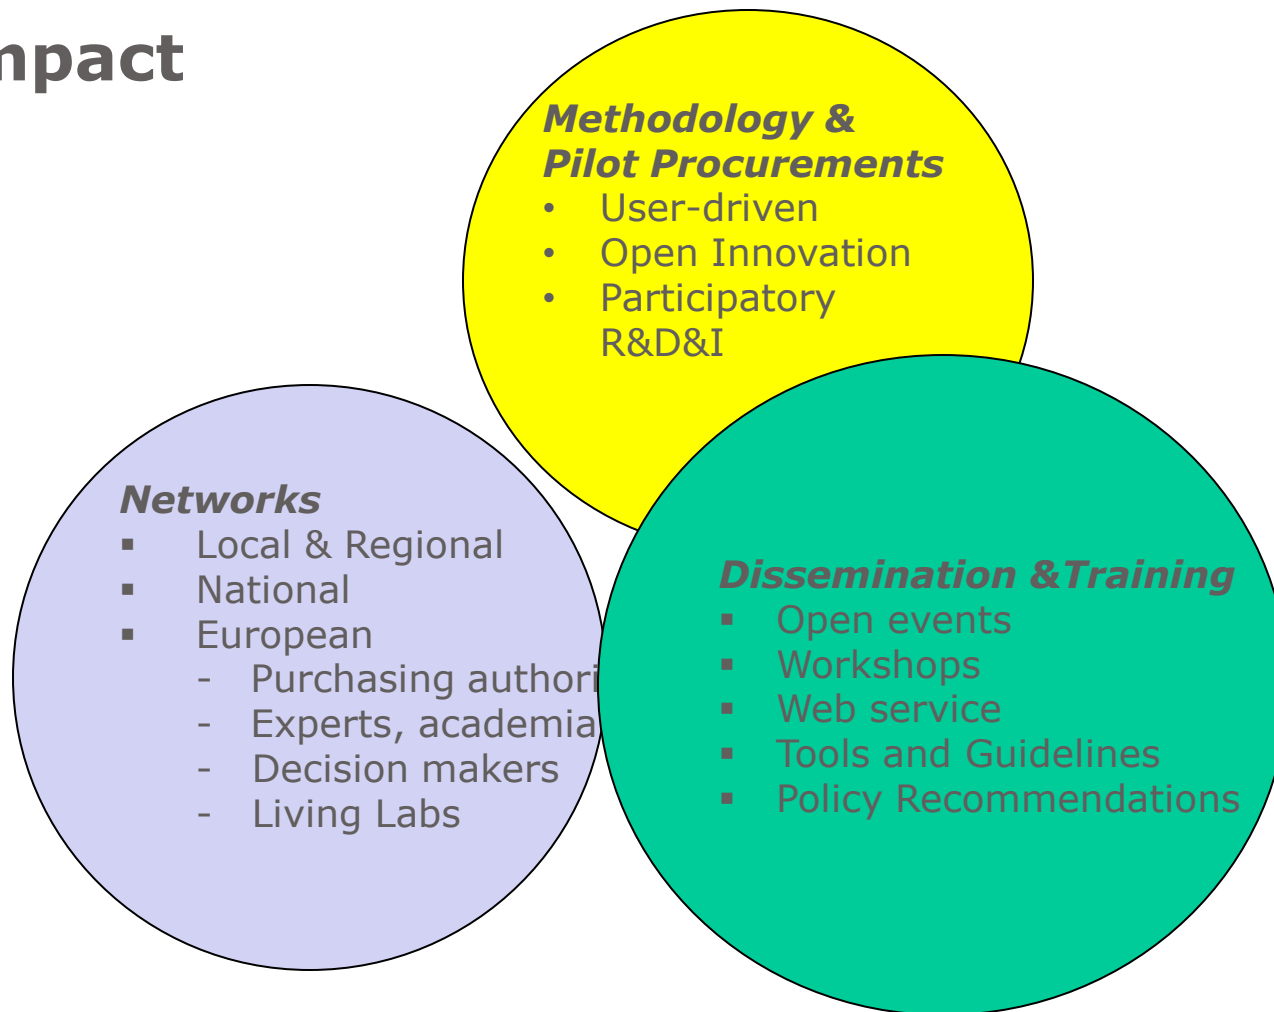 mpact
Methodology &
Pilot Procurements
• User-driven
• Open Innovation
• Participatory
R&D&I
Networks
▪ Local & Regional
▪ National
▪ European
- Purchasing authori
- Experts, academia
- Decision makers
- Living Labs
Dissemination &Training
▪ Open events
▪ Workshops
▪ Web service
▪ Tools and Guidelines
▪ Policy Recommendations